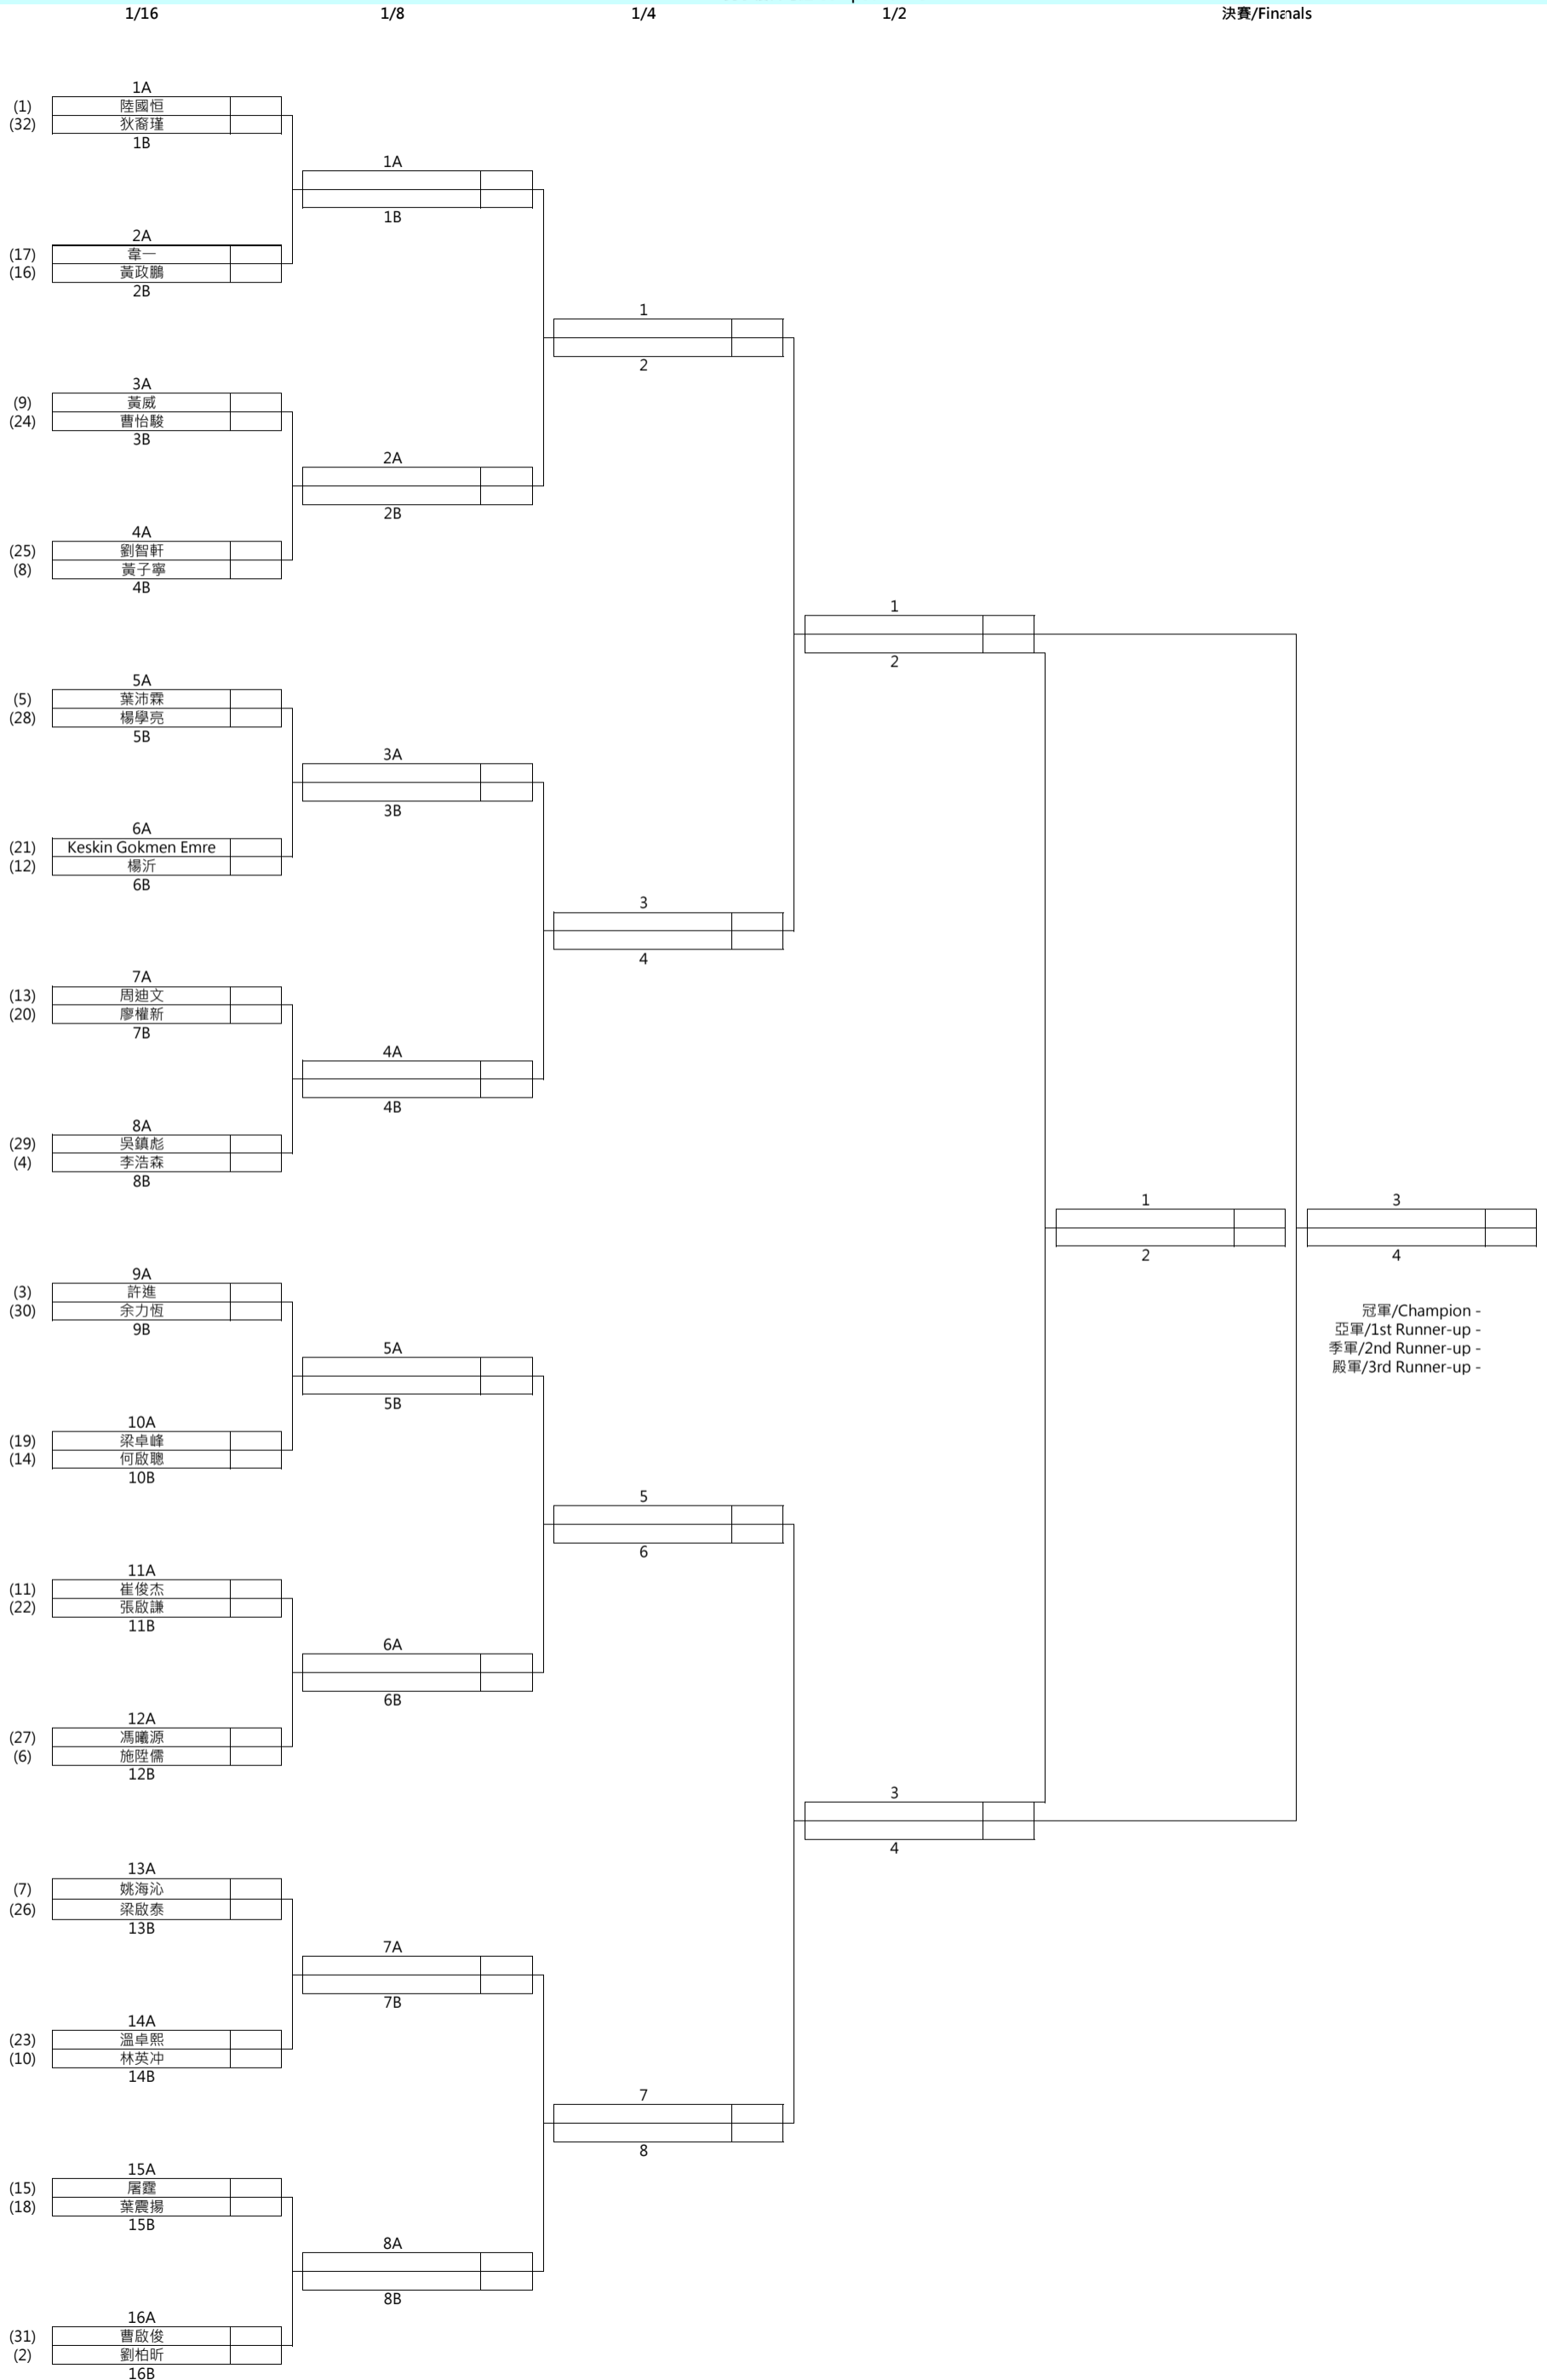 1/16 1/8 1/4 1/2 決賽/Finanals
1A
(1) 陸國恒
(32) 狄裔瑾
1B
1A
1B
2A
(17) 韋一
(16) 黃政鵬
2B
1
2
3A
(9) 黃威
(24) 曹怡駿
3B
2A
2B
4A
(25) 劉智軒
(8) 黃子寧
4B
1
2
5A
(5) 葉沛霖
(28) 楊學亮
5B
3A
3B
6A
(21) Keskin Gokmen Emre
(12) 楊沂
6B
3
4
7A
(13) 周迪文
(20) 廖權新
7B
4A
4B
8A
(29) 吳鎮彪
(4) 李浩森
8B
1 3
2 4
9A
(3) 許進
(30) 余力恆
9B
冠軍/Champion -
亞軍/1st Runner-up -
季軍/2nd Runner-up -
殿軍/3rd Runner-up -
5A
5B
10A
(19) 梁卓峰
(14) 何啟聰
10B
5
6
11A
(11) 崔俊杰
(22) 張啟謙
11B
6A
6B
12A
(27) 馮曦源
(6) 施陞儒
12B
3
4
13A
(7) 姚海沁
(26) 梁啟泰
13B
7A
7B
14A
(23) 溫卓熙
(10) 林英冲
14B
7
8
15A
(15) 屠霆
(18) 葉震揚
15B
8A
8B
16A
(31) 曹啟俊
(2) 劉柏昕
16B